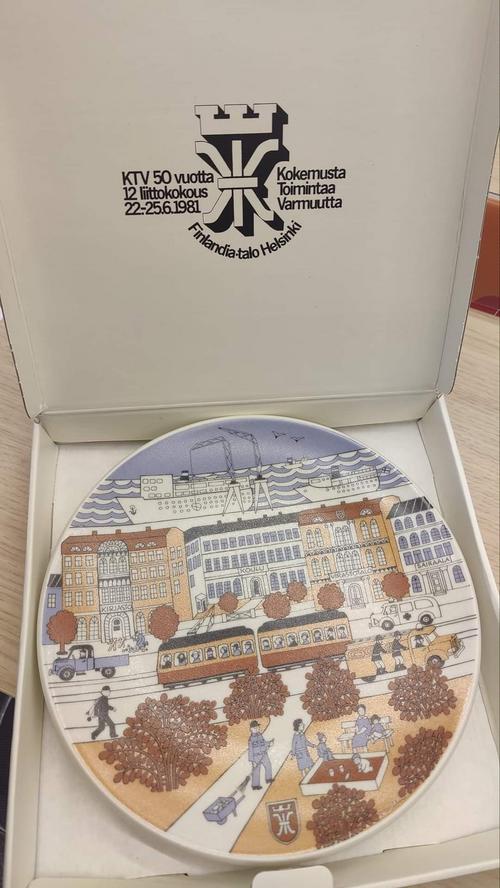 KTV 50 vuotta
12 liittokokous
22.-25.6.1981
Kokemusta
Toimintaa
Varmuutta
Finlandia-talo Helsinki
KIRJASTO
KOULU
SAIRAALA